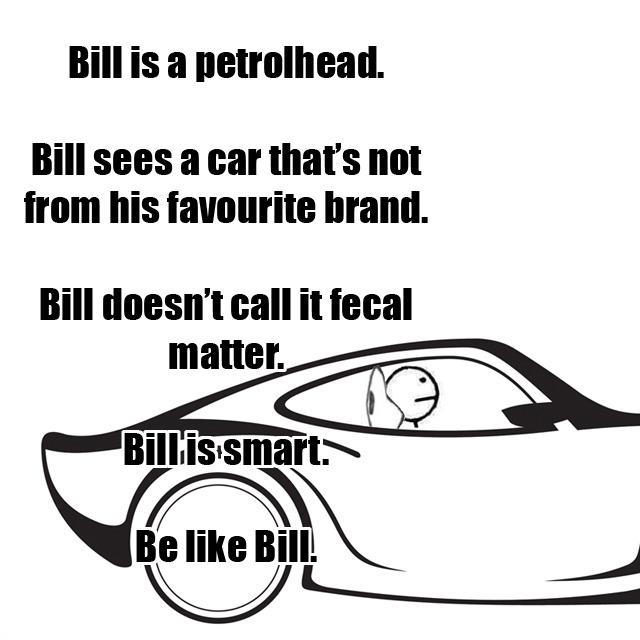 Bill is a petrolhead.
Bill sees a car that’s not
from his favourite brand.
Bill doesn’t call it fecal
matter.
Bill is smart.
Be like Bill.